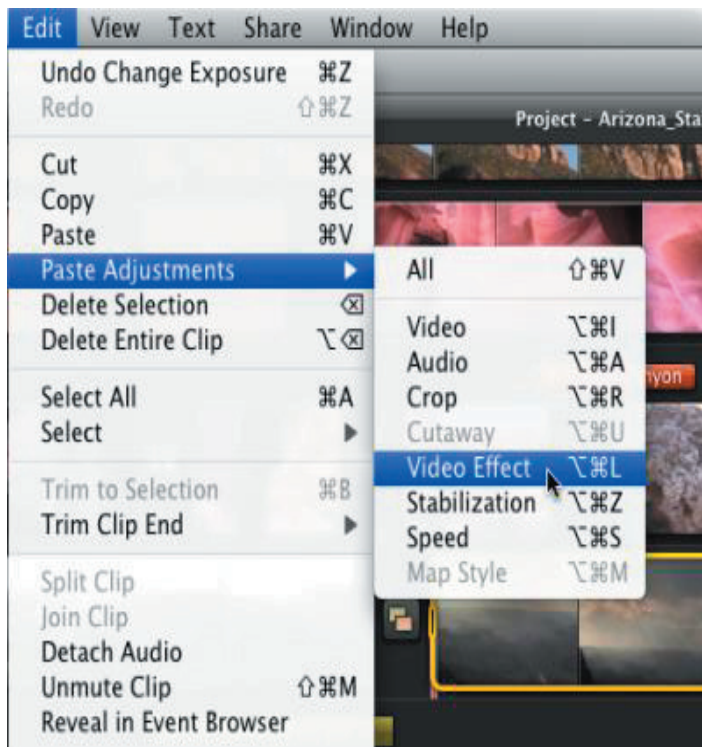 Edit View Text Share Window Help
Undo Change Exposure ⌘Z
Redo ⇧⌘Z
Project - Arizona_Sta
Cut ⌘X
Copy ⌘C
Paste ⌘V
Paste Adjustments ▶
Delete Selection ⌫
Delete Entire Clip ⌥⌫
Select All ⌘A
Select ▶
Trim to Selection ⌘B
Trim Clip End ▶
Split Clip
Join Clip
Detach Audio
Unmute Clip ⇧⌘M
Reveal in Event Browser
All ⇧⌘V
Video ⌥⌘I
Audio ⌥⌘A
Crop ⌥⌘R
Cutaway ⌥⌘U
Video Effect ⌥⌘L
Stabilization ⌥⌘Z
Speed ⌥⌘S
Map Style ⌥⌘M
nyon